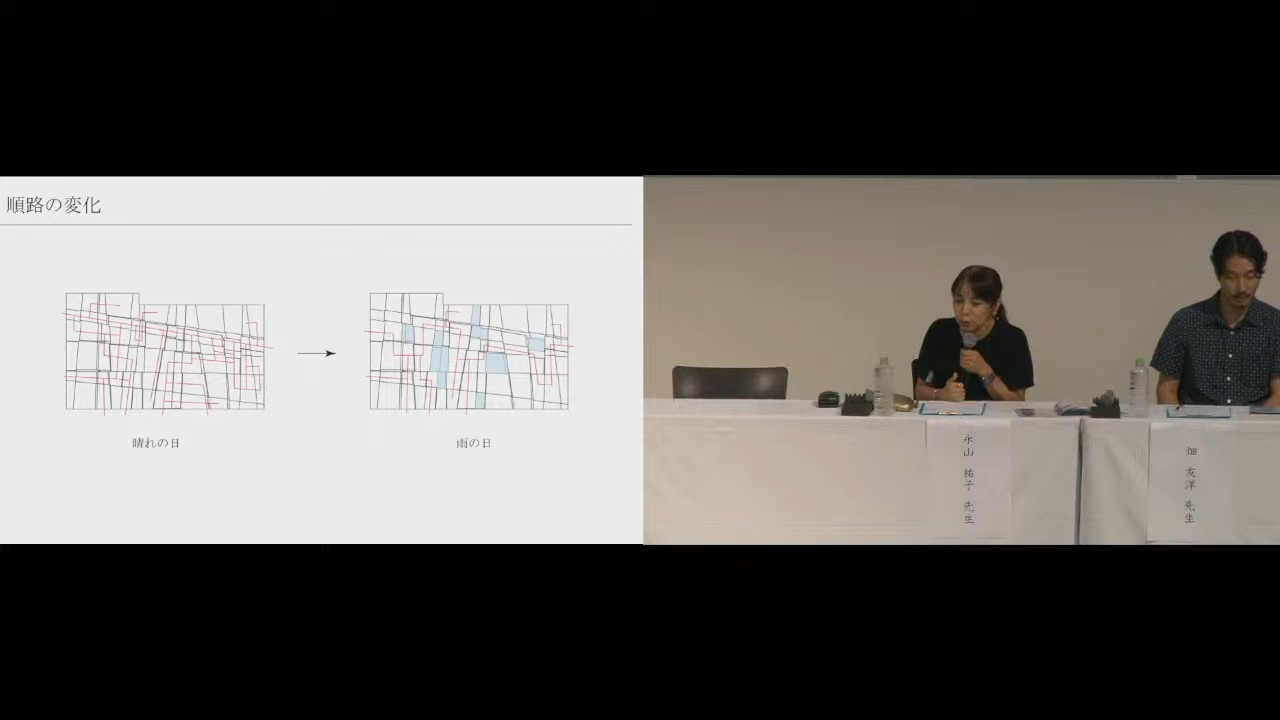 順路の変化
晴れの日
雨の日
永山 祐子 先生
畑 友洋 先生